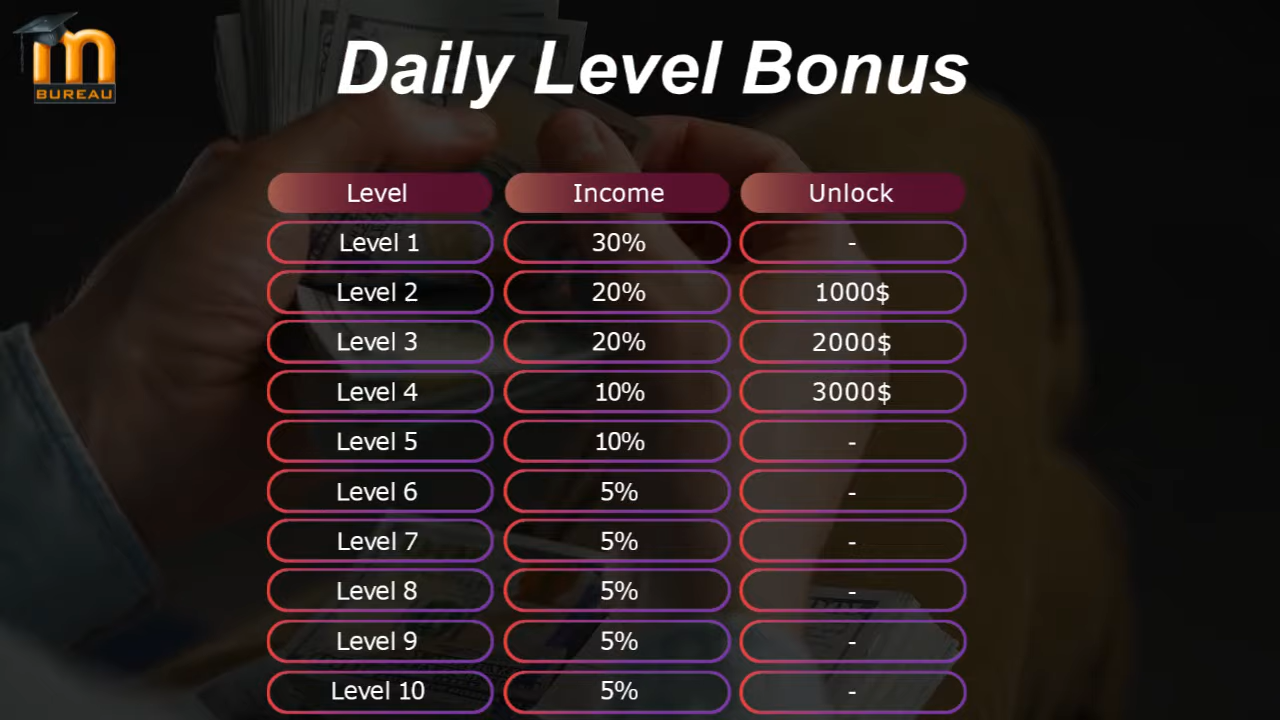 m
BUREAU
Daily Level Bonus
Level Income Unlock
Level 1 30% -
Level 2 20% 1000$
Level 3 20% 2000$
Level 4 10% 3000$
Level 5 10% -
Level 6 5% -
Level 7 5% -
Level 8 5% -
Level 9 5% -
Level 10 5% -